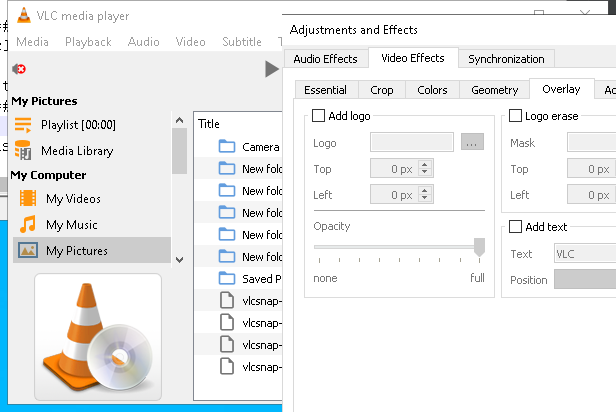 VLC media player
Media Playback Audio Video Subtitle
My Pictures
Playlist [00:00]
Media Library
My Computer
My Videos
My Music
My Pictures
Title
Camera
New fold
New fold
New fold
New fold
New fold
Saved P
vlcsnap-
vlcsnap-
vlcsnap-
vlcsnap-
Adjustments and Effects
Audio Effects Video Effects Synchronization
Essential Crop Colors Geometry Overlay
Add logo
Logo ...
Top 0 px
Left 0 px
Opacity
none full
Logo erase
Mask
Top 0 px
Left 0 px
Add text
Text VLC
Position